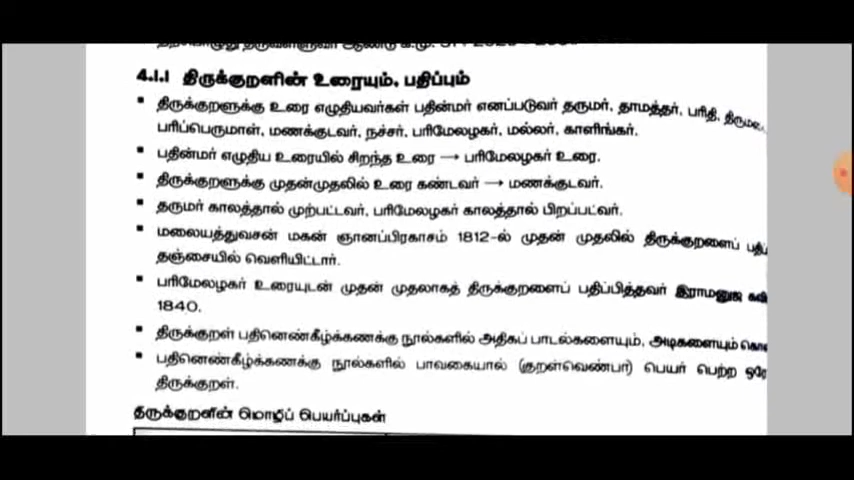 4.1.1 திருக்குறளின் உரையும், பதிப்பும்
▪ திருக்குறளுக்கு உரை எழுதியவர்கள் பதின்மர் எனப்படுவர் தருமர், தாமத்தர், பரிதி,
பரிப்பெருமாள், மணக்குடவர், நச்சர், பரிமேலழகர், மல்லர், காளிங்கர்.
▪ பதின்மர் எழுதிய உரையில் சிறந்த உரை → பரிமேலழகர் உரை.
▪ திருக்குறளுக்கு முதன்முதலில் உரை கண்டவர் → மணக்குடவர்.
▪ தருமர் காலத்தால் முற்பட்டவர், பரிமேலழகர் காலத்தால் பிறப்பட்வர்.
▪ மலையத்துவசன் மகன் ஞானப்பிரகாசம் 1812-ல் முதன் முதலில் திருக்குறளைப்
தஞ்சையில் வெளியிட்டார்.
▪ பரிமேலழகர் உரையுடன் முதன் முதலாகத் திருக்குறளைப் பதிப்பித்தவர் இராமனுஜ
1840.
▪ திருக்குறள் பதினெண்கீழ்க்கணக்கு நூல்களில் அதிகப் பாடல்களையும், அடிகளையும்
▪ பதினெண்கீழ்க்கணக்கு நூல்களில் பாவகையால் (குறள்வெண்பா) பெயர் பெற்ற ஒரே
திருக்குறள்.
திருக்குறளின் மொழிப் பெயர்ப்புகள்